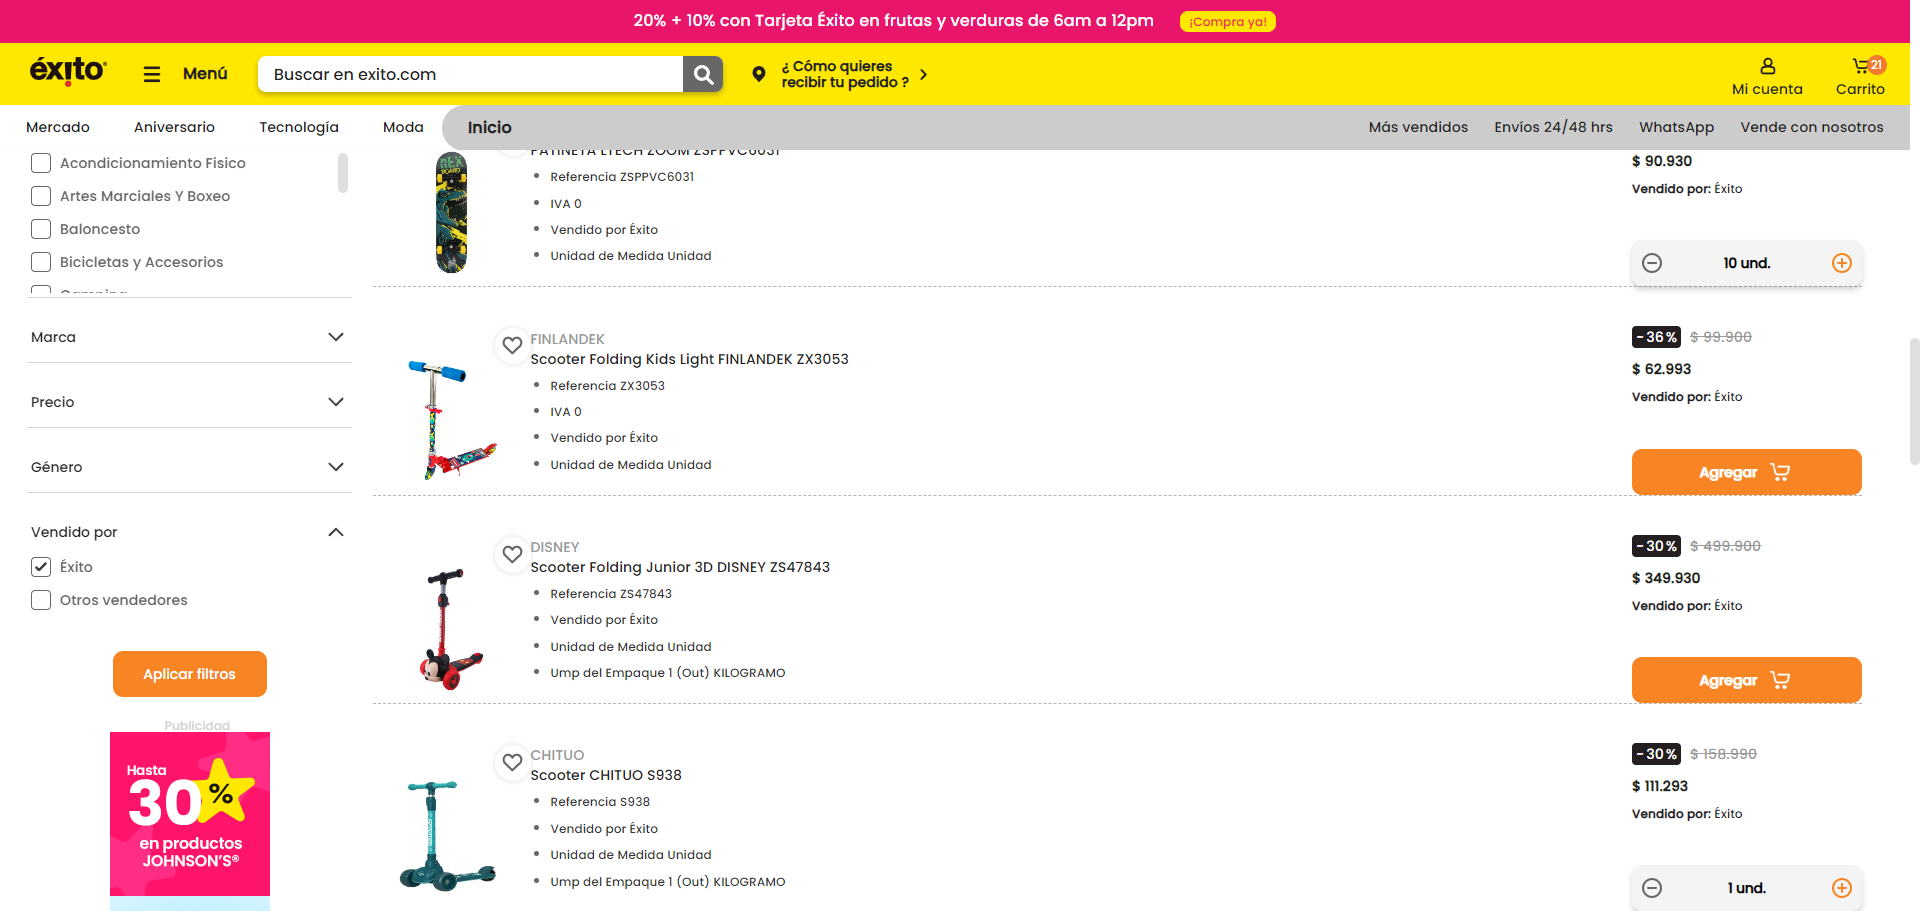 20% + 10% con Tarjeta Éxito en frutas y verduras de 6am a 12pm
¡Compra ya!
éxito
Menú
Buscar en exito.com
¿ Cómo quieres
recibir tu pedido ?
Mi cuenta
21
Carrito
Mercado
Aniversario
Tecnología
Moda
Inicio
Más vendidos
Envíos 24/48 hrs
WhatsApp
Vende con nosotros
Acondicionamiento Fisico
Artes Marciales Y Boxeo
Baloncesto
Bicicletas y Accesorios
Camping
Marca
Precio
Género
Vendido por
Éxito
Otros vendedores
Aplicar filtros
Publicidad
Hasta
30%
en productos
JOHNSON'S®
REX
BOARD
PATINETA LTECH ZOOM ZSPPVC6031
Referencia ZSPPVC6031
IVA 0
Vendido por Éxito
Unidad de Medida Unidad
$ 90.930
Vendido por: Éxito
10 und.
FINLANDEK
Scooter Folding Kids Light FINLANDEK ZX3053
Referencia ZX3053
IVA 0
Vendido por Éxito
Unidad de Medida Unidad
-36% $ 99.900
$ 62.993
Vendido por: Éxito
Agregar
DISNEY
Scooter Folding Junior 3D DISNEY ZS47843
Referencia ZS47843
Vendido por Éxito
Unidad de Medida Unidad
Ump del Empaque 1 (Out) KILOGRAMO
-30% $ 499.900
$ 349.930
Vendido por: Éxito
Agregar
CHITUO
Scooter CHITUO S938
Referencia S938
Vendido por Éxito
Unidad de Medida Unidad
Ump del Empaque 1 (Out) KILOGRAMO
-30% $ 158.990
$ 111.293
Vendido por: Éxito
1 und.